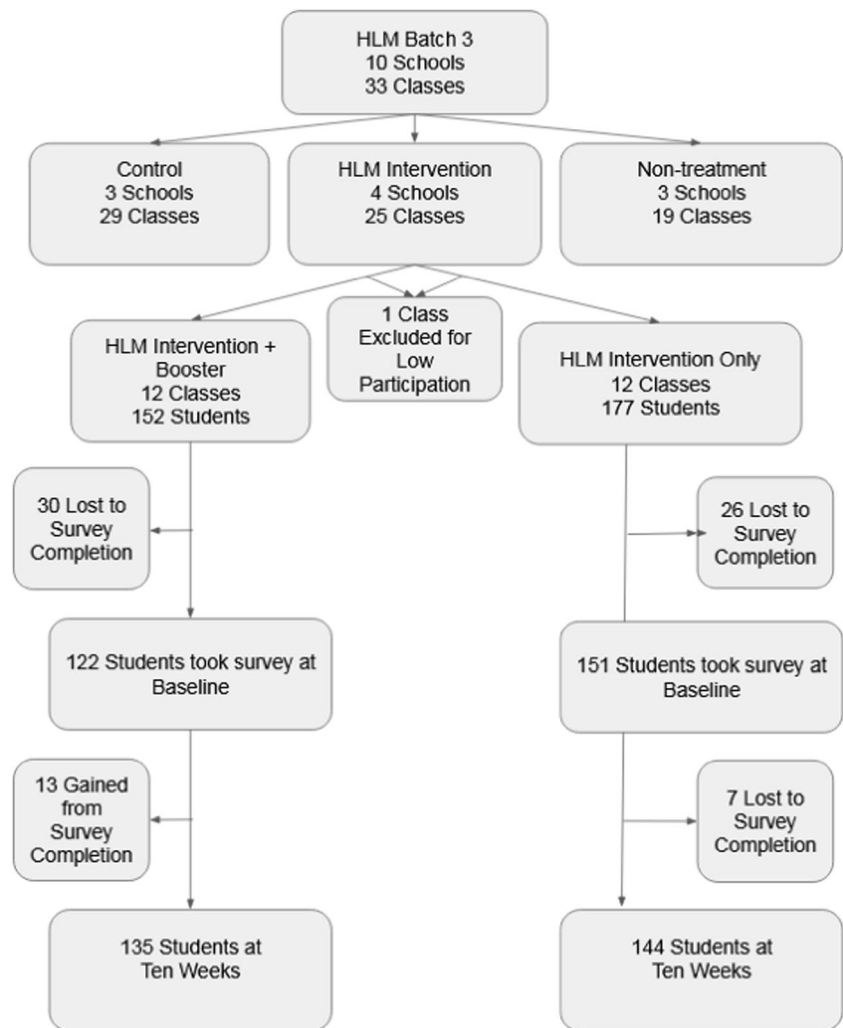 HLM Batch 3
10 Schools
33 Classes
Control
3 Schools
29 Classes
HLM Intervention
4 Schools
25 Classes
Non-treatment
3 Schools
19 Classes
HLM Intervention +
Booster
12 Classes
152 Students
1 Class
Excluded for
Low
Participation
HLM Intervention Only
12 Classes
177 Students
30 Lost to
Survey
Completion
26 Lost to
Survey
Completion
122 Students took survey at
Baseline
151 Students took survey at
Baseline
13 Gained
from
Survey
Completion
7 Lost to
Survey
Completion
135 Students at
Ten Weeks
144 Students at
Ten Weeks